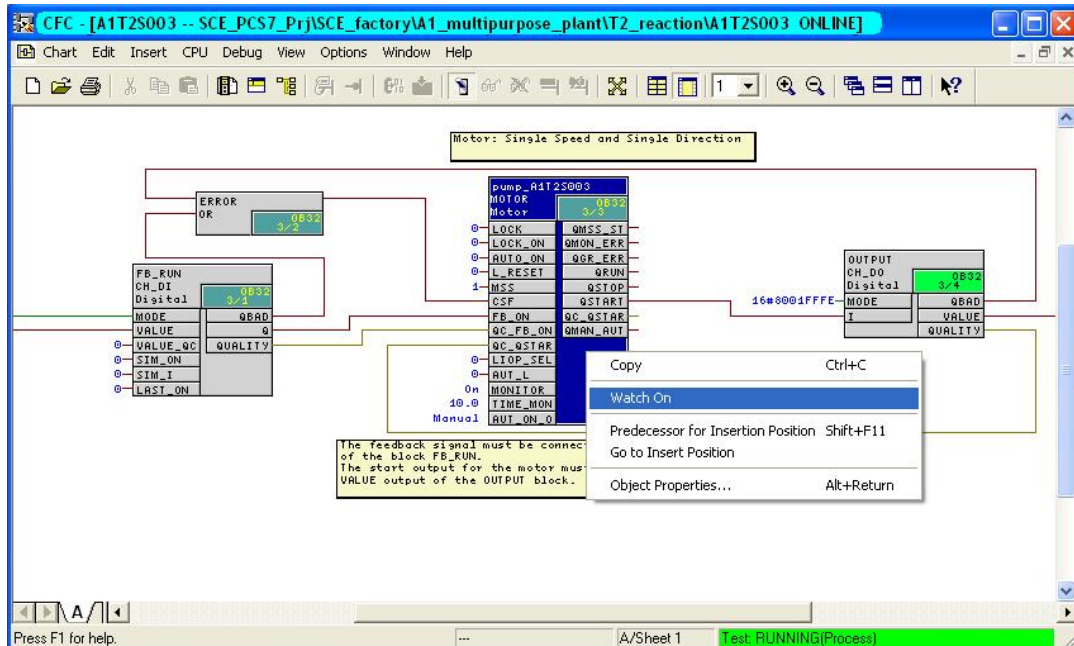 CFC - [A1T2S003 -- SCE_PCS7_Prj\SCE_factory\A1_multipurpose_plant\T2_reaction\A1T2S003 ONLINE]
Chart Edit Insert CPU Debug View Options Window Help
1
Motor: Single Speed and Single Direction
ERROR
OR
OB32
3/2
FB_RUN
CH_DI
Digital
OB32
3/1
MODE QBAD
VALUE Q
0 VALUE_QC QUALITY
0 SIM_ON
0 SIM_I
0 LAST_ON
pump_A1T2S003
MOTOR
Motor
OB32
3/3
0 LOCK QMSS_ST
0 LOCK_ON QMON_ERR
0 AUTO_ON QGR_ERR
0 L_RESET QRUN
1 MSS QSTOP
CSF QSTART
FB_ON QC_QSTAR
QC_FB_ON QMAN_AUT
QC_QSTAR
0 LIOP_SEL
0 AUT_L
On MONITOR
10.0 TIME_MON
Manual AUT_ON_O
OUTPUT
CH_DO
Digital
OB32
3/4
16#8001FFFE MODE QBAD
I VALUE
QUALITY
Copy Ctrl+C
Watch On
Predecessor for Insertion Position Shift+F11
Go to Insert Position
Object Properties... Alt+Return
The feedback signal must be connec
of the block FB_RUN.
The start output for the motor mus
VALUE output of the OUTPUT block.
A
Press F1 for help. --- A/Sheet 1 Test: RUNNING(Process)